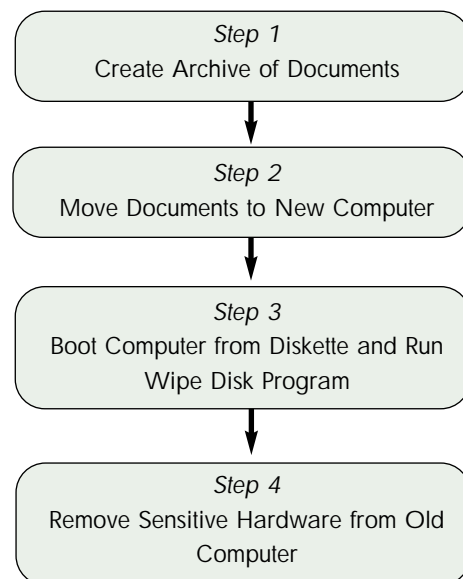 Step 1
Create Archive of Documents
Step 2
Move Documents to New Computer
Step 3
Boot Computer from Diskette and Run
Wipe Disk Program
Step 4
Remove Sensitive Hardware from Old
Computer